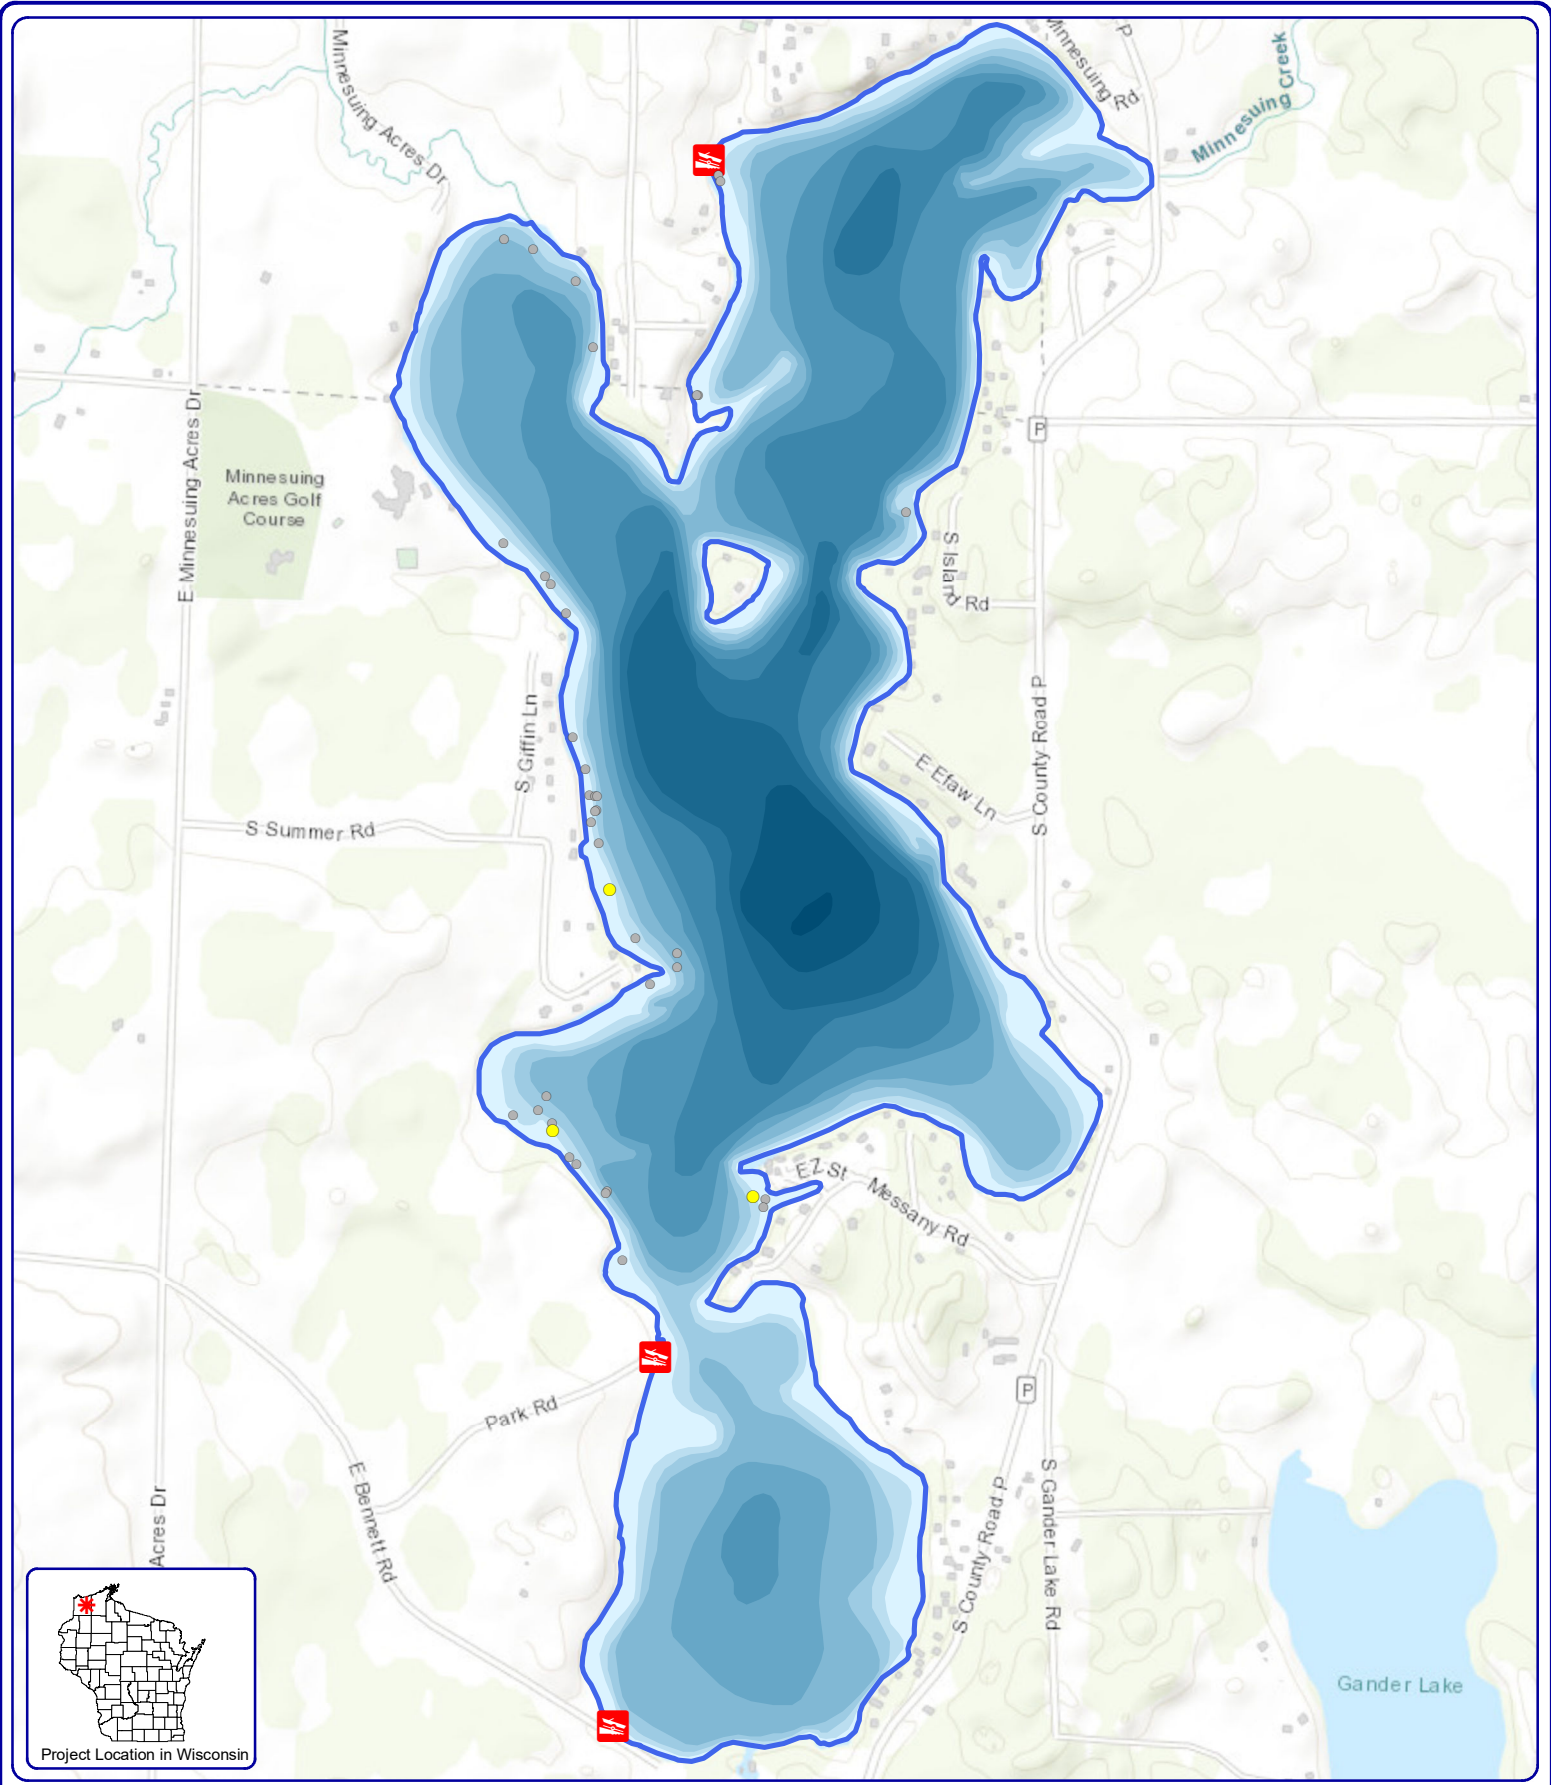 Minnesuing Rd
P
Minnesuing Creek
Minnesuing Acres Dr
E Minnesuing Acres Dr
Minnesuing
Acres Golf
Course
P
S Island Rd
S Giffin Ln
S County Road P
E Efaw Ln
S Summer Rd
E Z St
Messany Rd
P
Park Rd
E Bennett Rd
Acres Dr
S County Road P
S Gander Lake Rd
Gander Lake
Project Location in Wisconsin